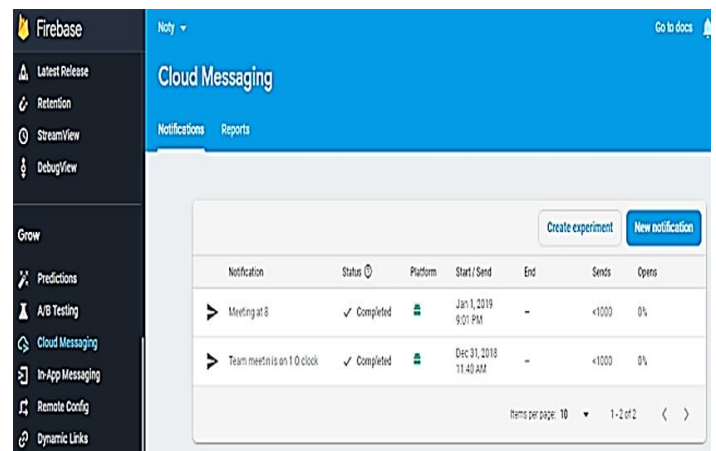 Firebase
Latest Release
Retention
StreamView
DebugView
Grow
Predictions
A/B Testing
Cloud Messaging
In-App Messaging
Remote Config
Dynamic Links
Noty
Go to docs
Cloud Messaging
Notifications Reports
Create experiment New notification
Notification Status Platform Start / Send End Sends Opens
Meeting at 8 Completed Jan 1, 2019 – <1000 0%
9:01 PM
Team meetin is on 1 O clock Completed Dec 31, 2018 – <1000 0%
11:40 AM
Items per page: 10 1-2 of 2